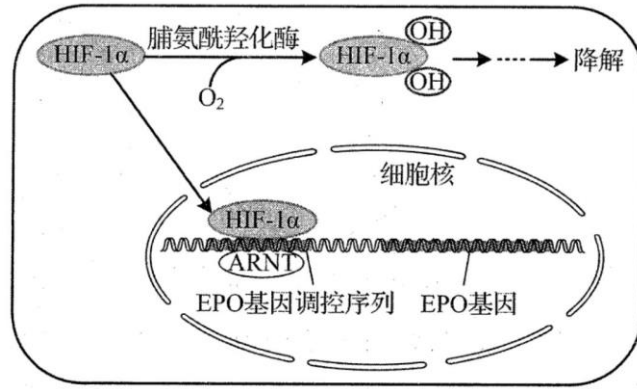 脯氨酰羟化酶
HIF-1α
O₂
HIF-1α
OH
OH
降解
细胞核
HIF-1α
ARNT
EPO基因调控序列
EPO基因